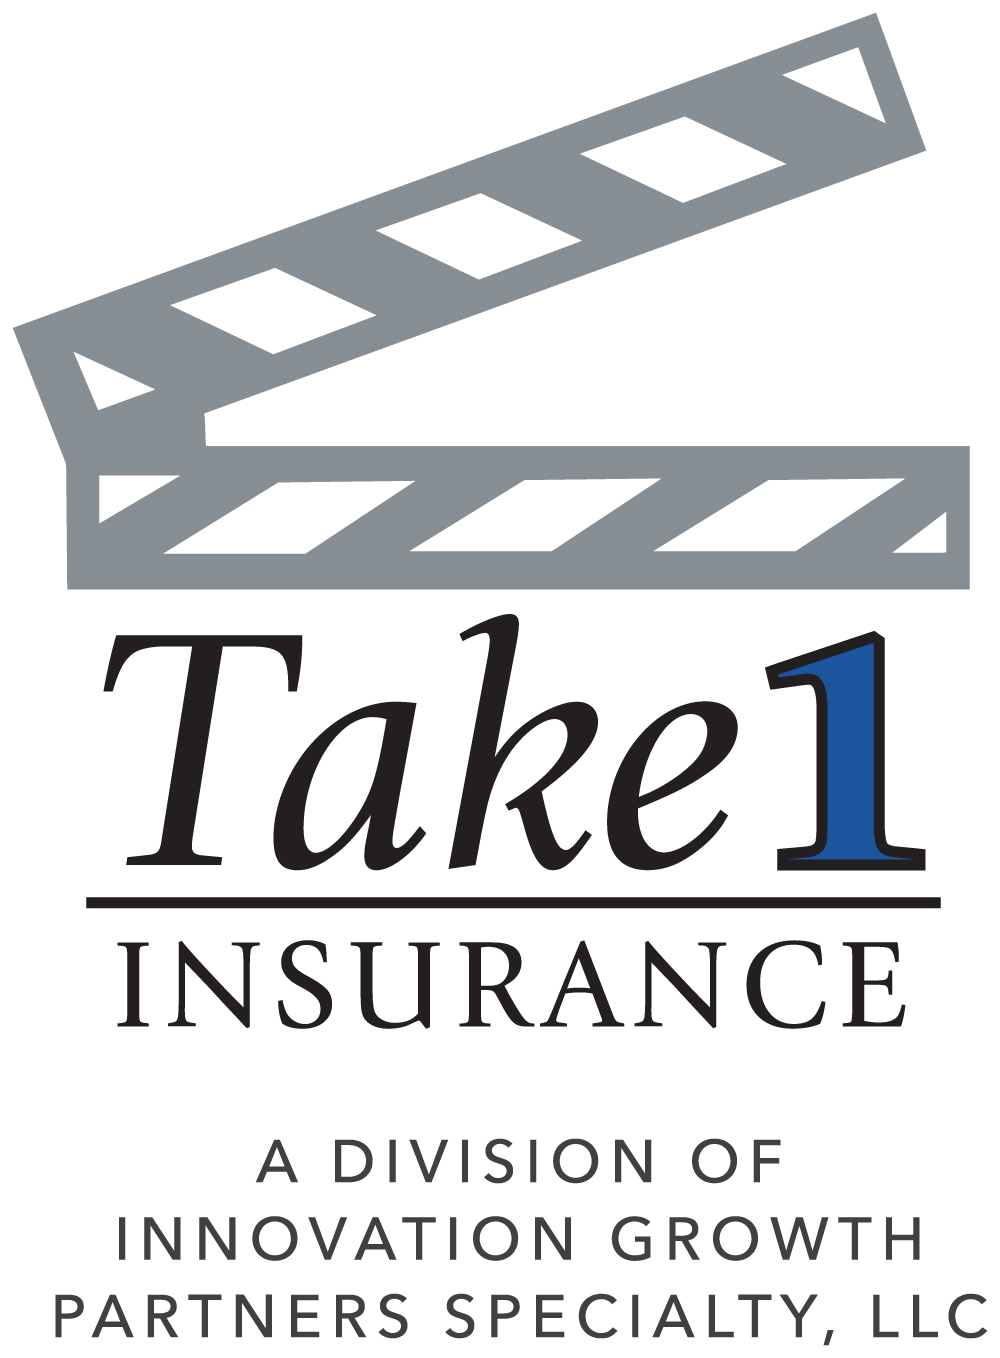 Take1
INSURANCE
A DIVISION OF
INNOVATION GROWTH
PARTNERS SPECIALTY, LLC